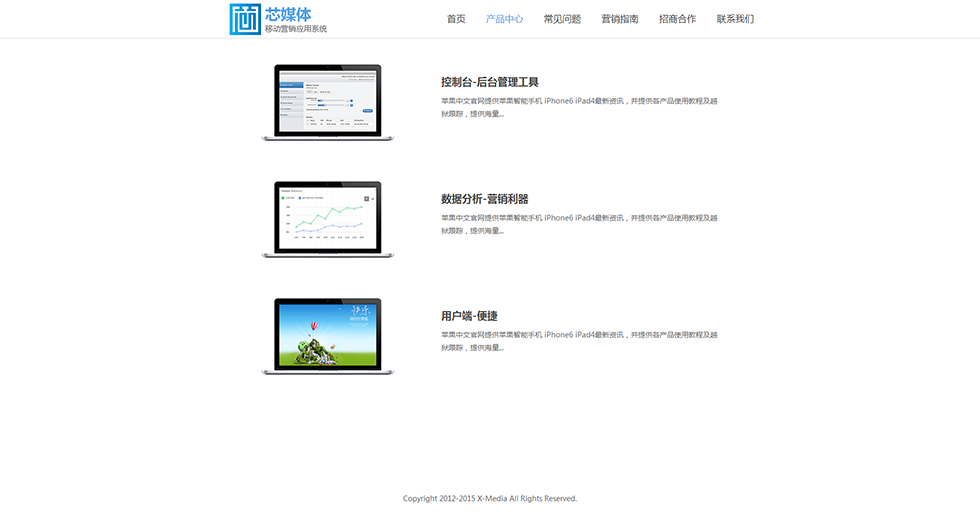 芯媒体
移动营销应用系统
首页 产品中心 常见问题 营销指南 招商合作 联系我们
控制台-后台管理工具
苹果中文官网提供苹果智能手机 iPhone6 iPad4最新资讯，并提供各产品使用教程及越
狱跟踪，提供海量...
数据分析-营销利器
苹果中文官网提供苹果智能手机 iPhone6 iPad4最新资讯，并提供各产品使用教程及越
狱跟踪，提供海量...
快乐
用户端-便捷
苹果中文官网提供苹果智能手机 iPhone6 iPad4最新资讯，并提供各产品使用教程及越
狱跟踪，提供海量...
Copyright 2012-2015 X-Media All Rights Reserved.